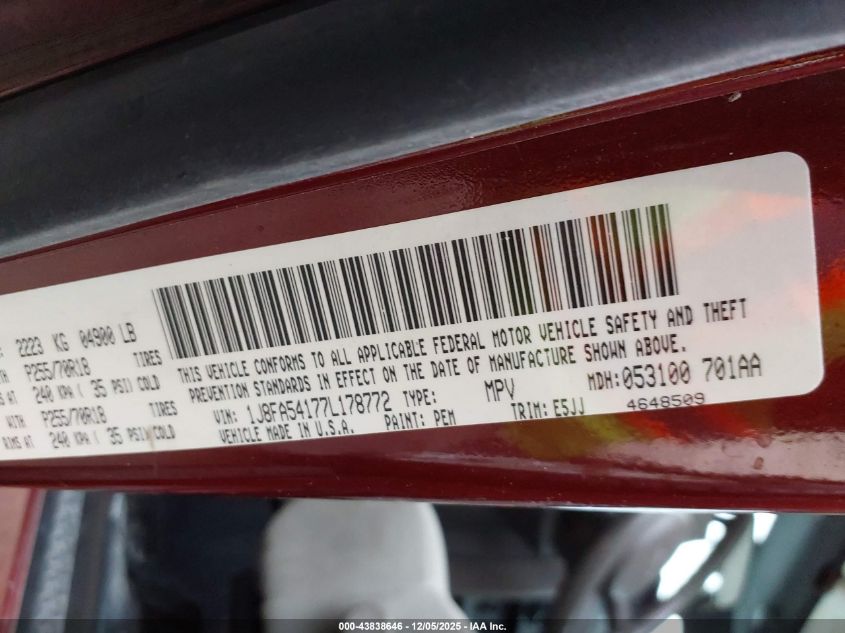 2223 KG 04900 LB
P255/70R18 TIRES
240 KPA ( 35 PSI) COLD
P255/70R18 TIRES
RIMS AT 240 KPA ( 35 PSI) COLD
THIS VEHICLE CONFORMS TO ALL APPLICABLE FEDERAL MOTOR VEHICLE SAFETY AND THEFT
PREVENTION STANDARDS IN EFFECT ON THE DATE OF MANUFACTURE SHOWN ABOVE.
VIN: 1J8FA54177L178772 TYPE: MPV MDH: 053100 701AA
VEHICLE MADE IN U.S.A. PAINT: PEM TRIM: E5JJ 4648509
000-43838646 - 12/05/2025 - IAA Inc.